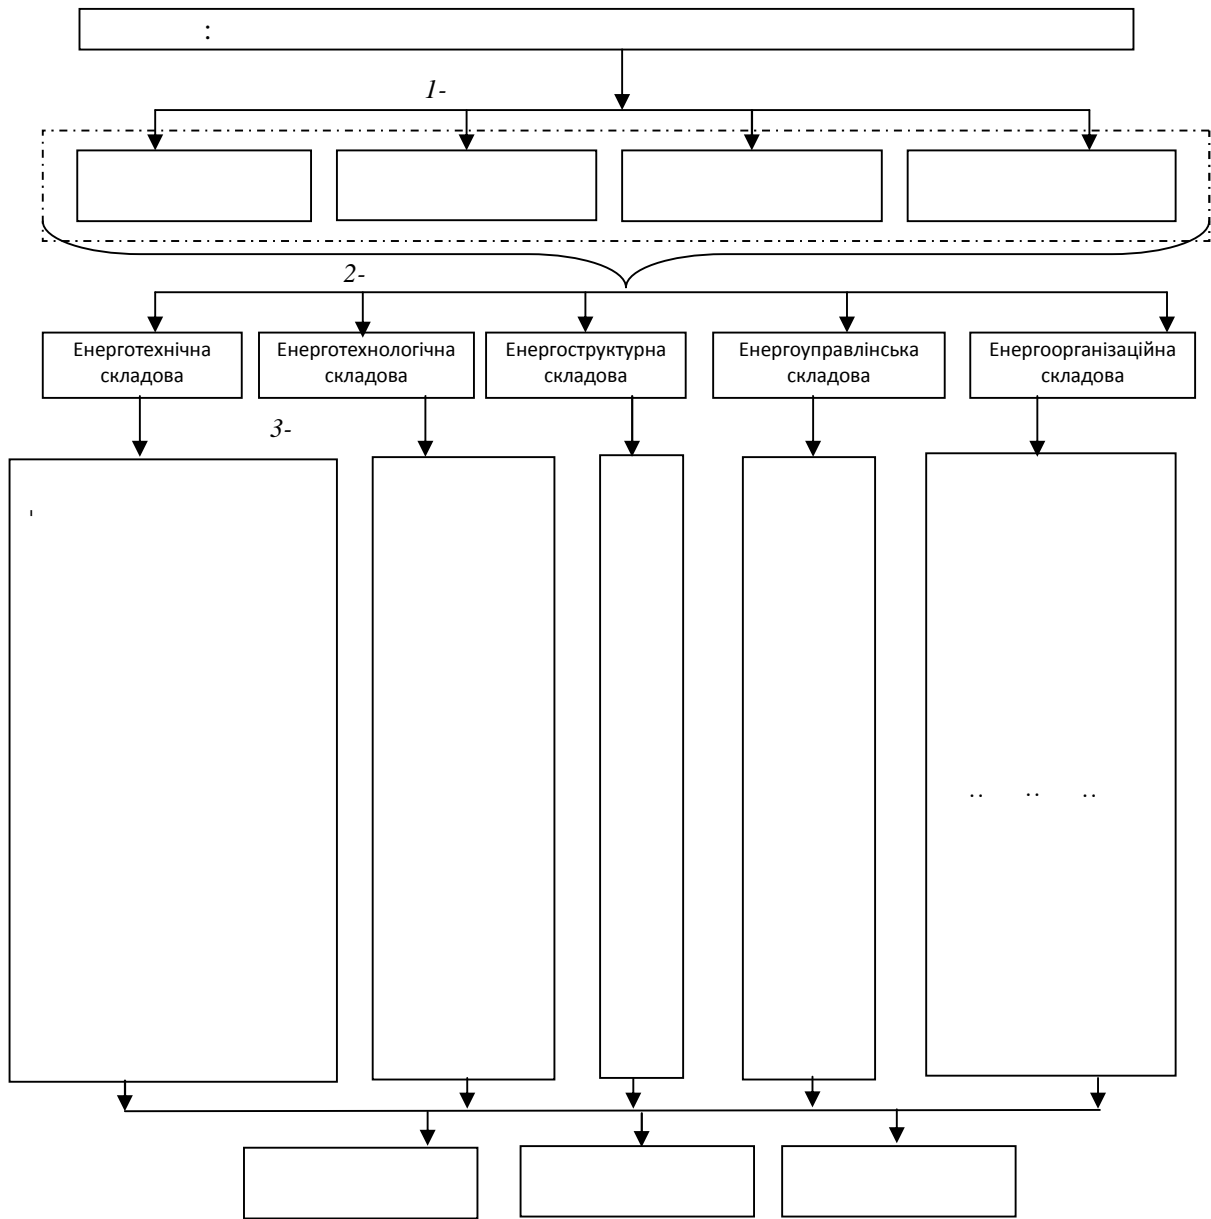 :
1-
2-
Енерготехнічна
складова
Енерготехнологічна
складова
Енергоструктурна
складова
Енергоуправлінська
складова
Енергоорганізаційна
складова
3-
'
.. .. ..